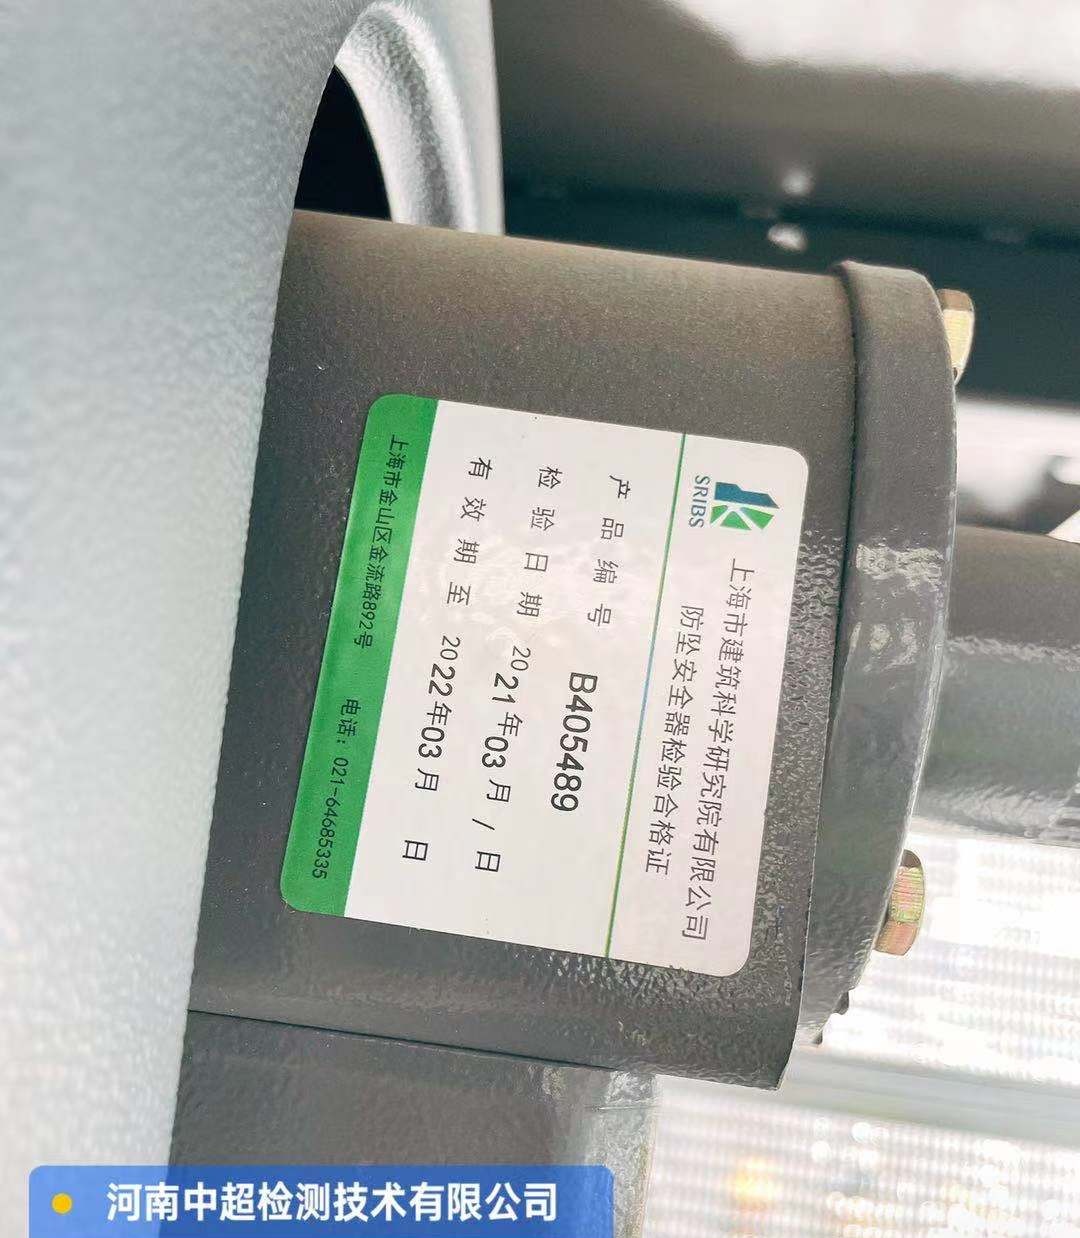 SRIBS
上海市建筑科学研究院有限公司
防坠安全器检验合格证
产品编号 B405489
检验日期 2021年03月/日
有效期至 2022年03月 日
上海市金山区金流路892号 电话：021-64685335
河南中超检测技术有限公司